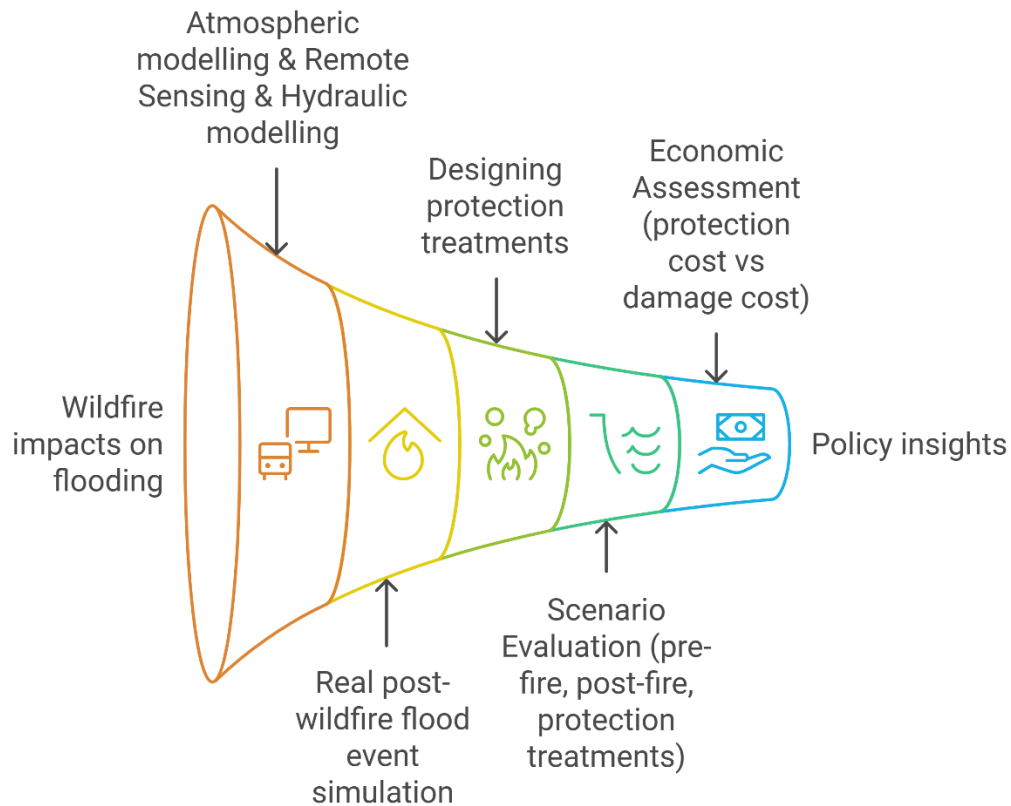 Atmospheric
modelling & Remote
Sensing & Hydraulic
modelling
Designing
protection
treatments
Economic
Assessment
(protection
cost vs
damage cost)
Wildfire
impacts on
flooding
Policy insights
Real post-
wildfire flood
event
simulation
Scenario
Evaluation (pre-
fire, post-fire,
protection
treatments)